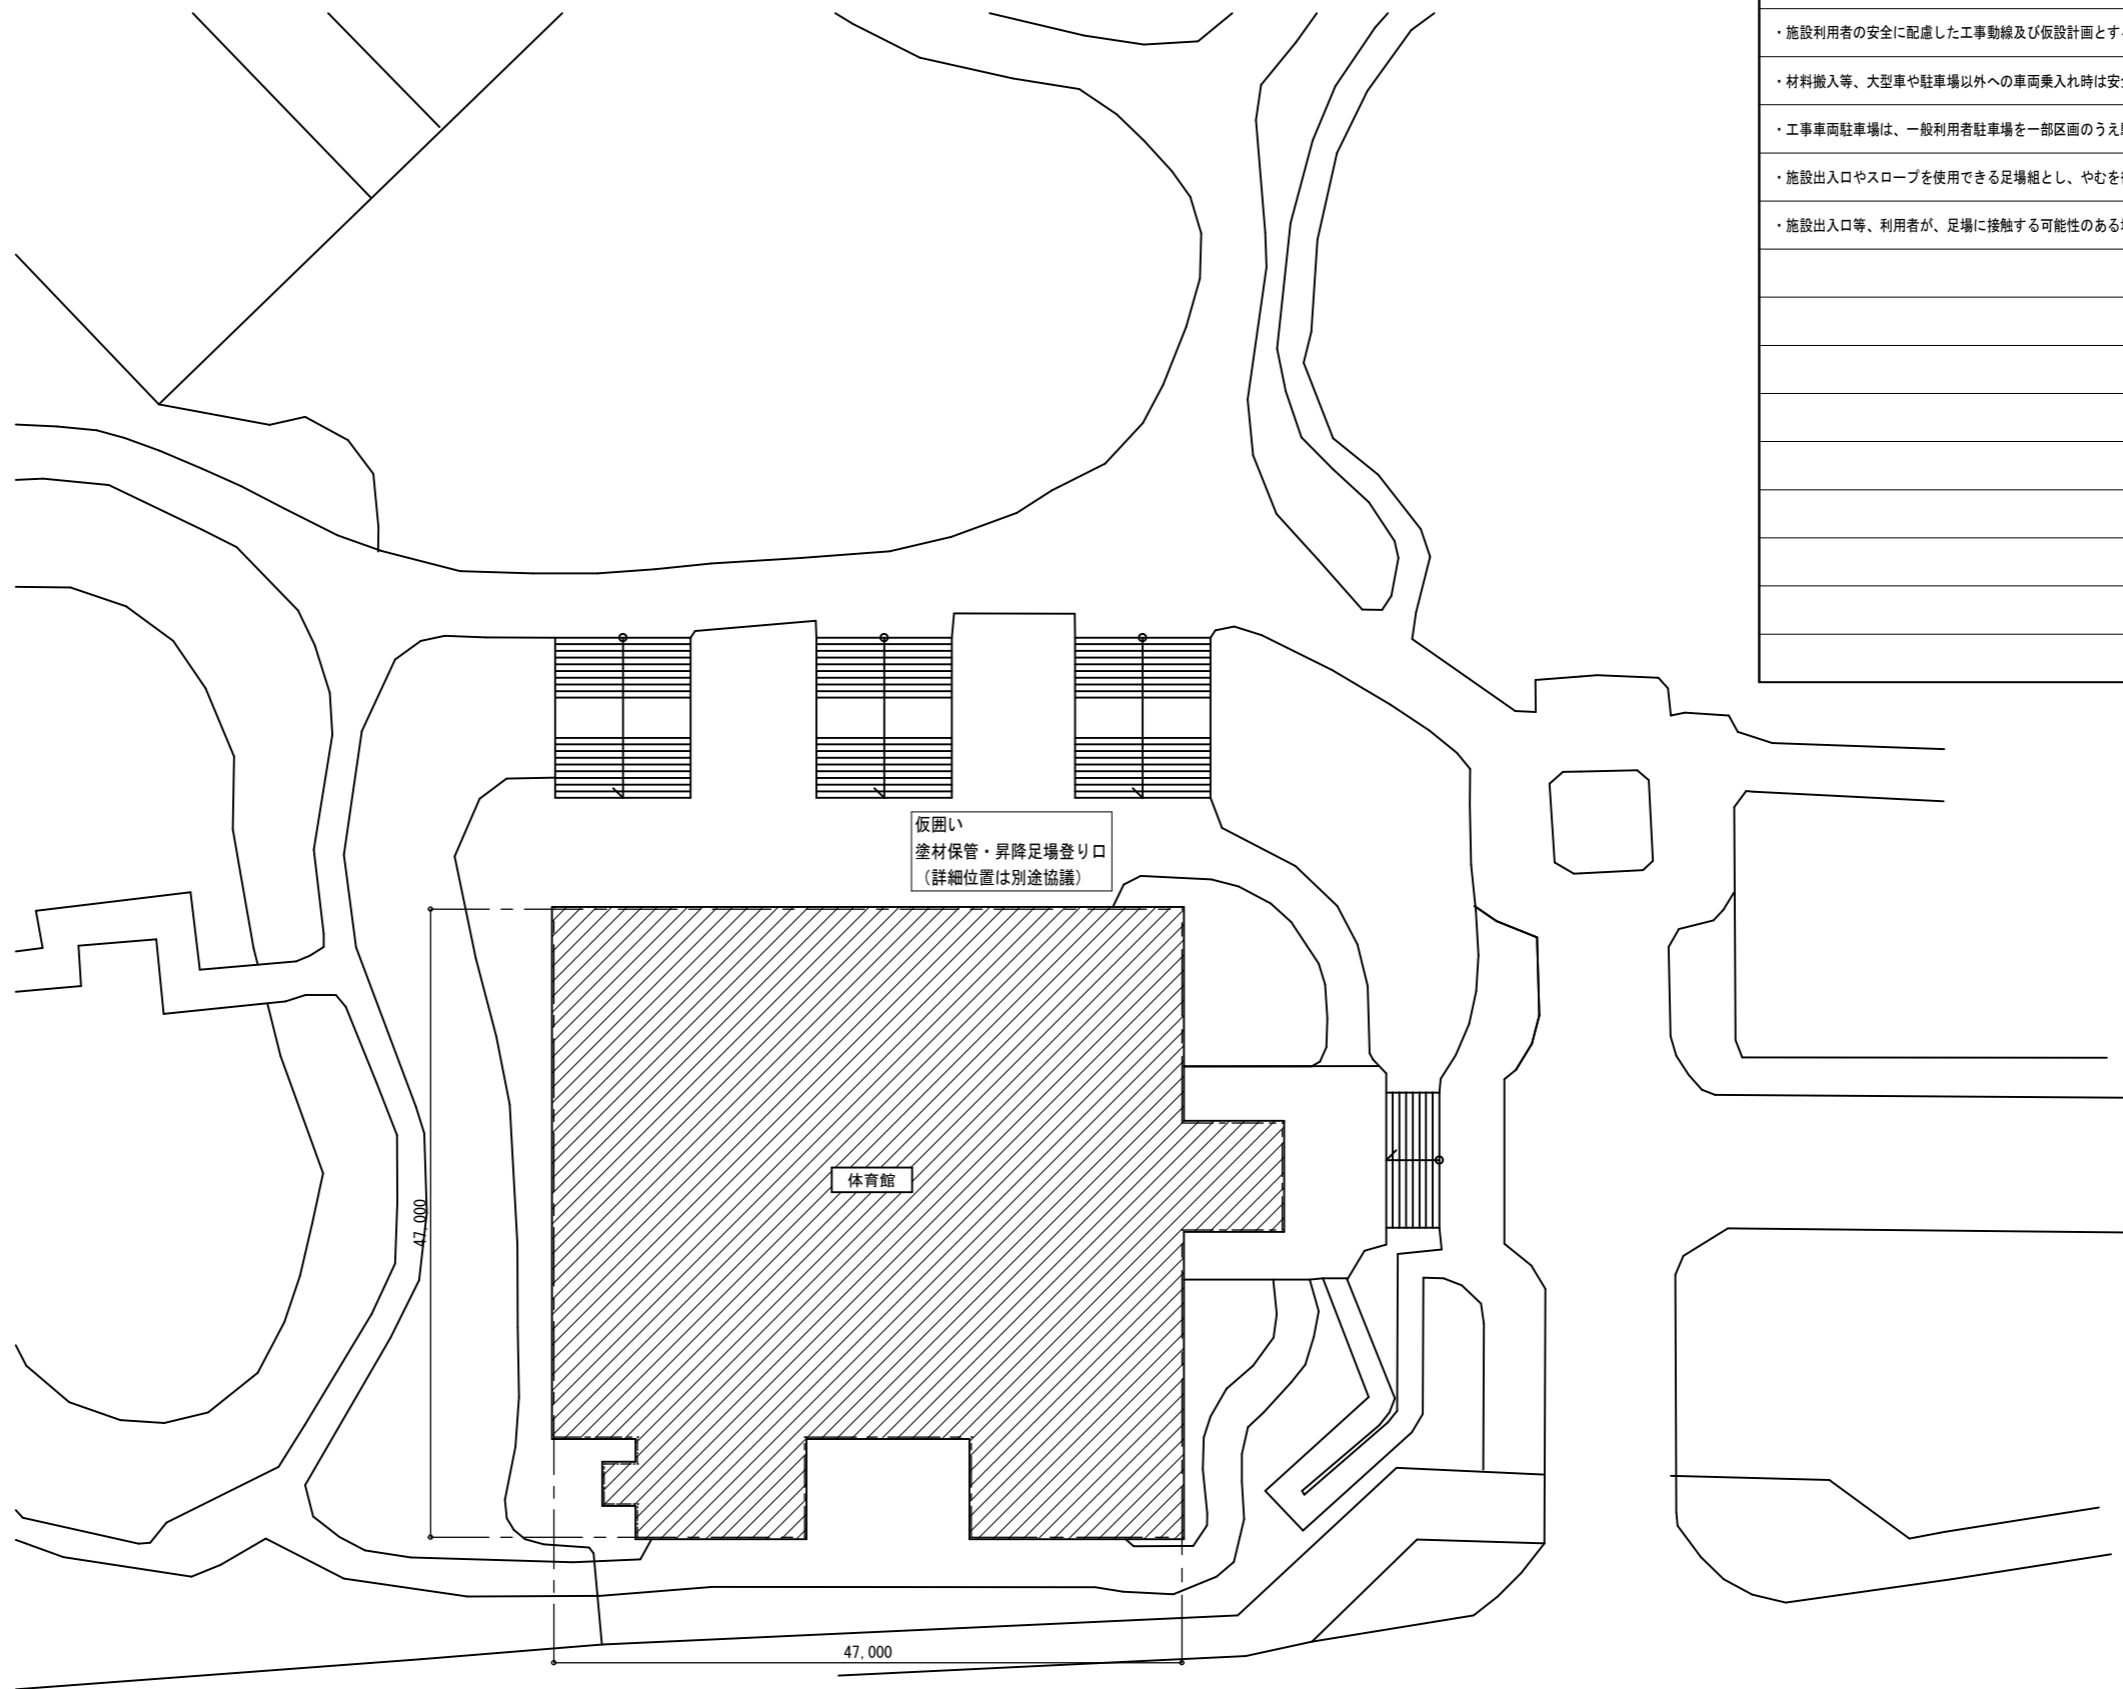 ・施設利用者の安全に配慮した工事動線及び仮設計画とす
・材料搬入等、大型車や駐車場以外への車両乗入れ時は安
・工事車両駐車場は、一般利用者駐車場を一部区画のうえ
・施設出入口やスロープを使用できる足場組とし、やむを
・施設出入口等、利用者が、足場に接触する可能性のある
仮囲い
塗材保管・昇降足場登り口
（詳細位置は別途協議）
体育館
47,000
47,000